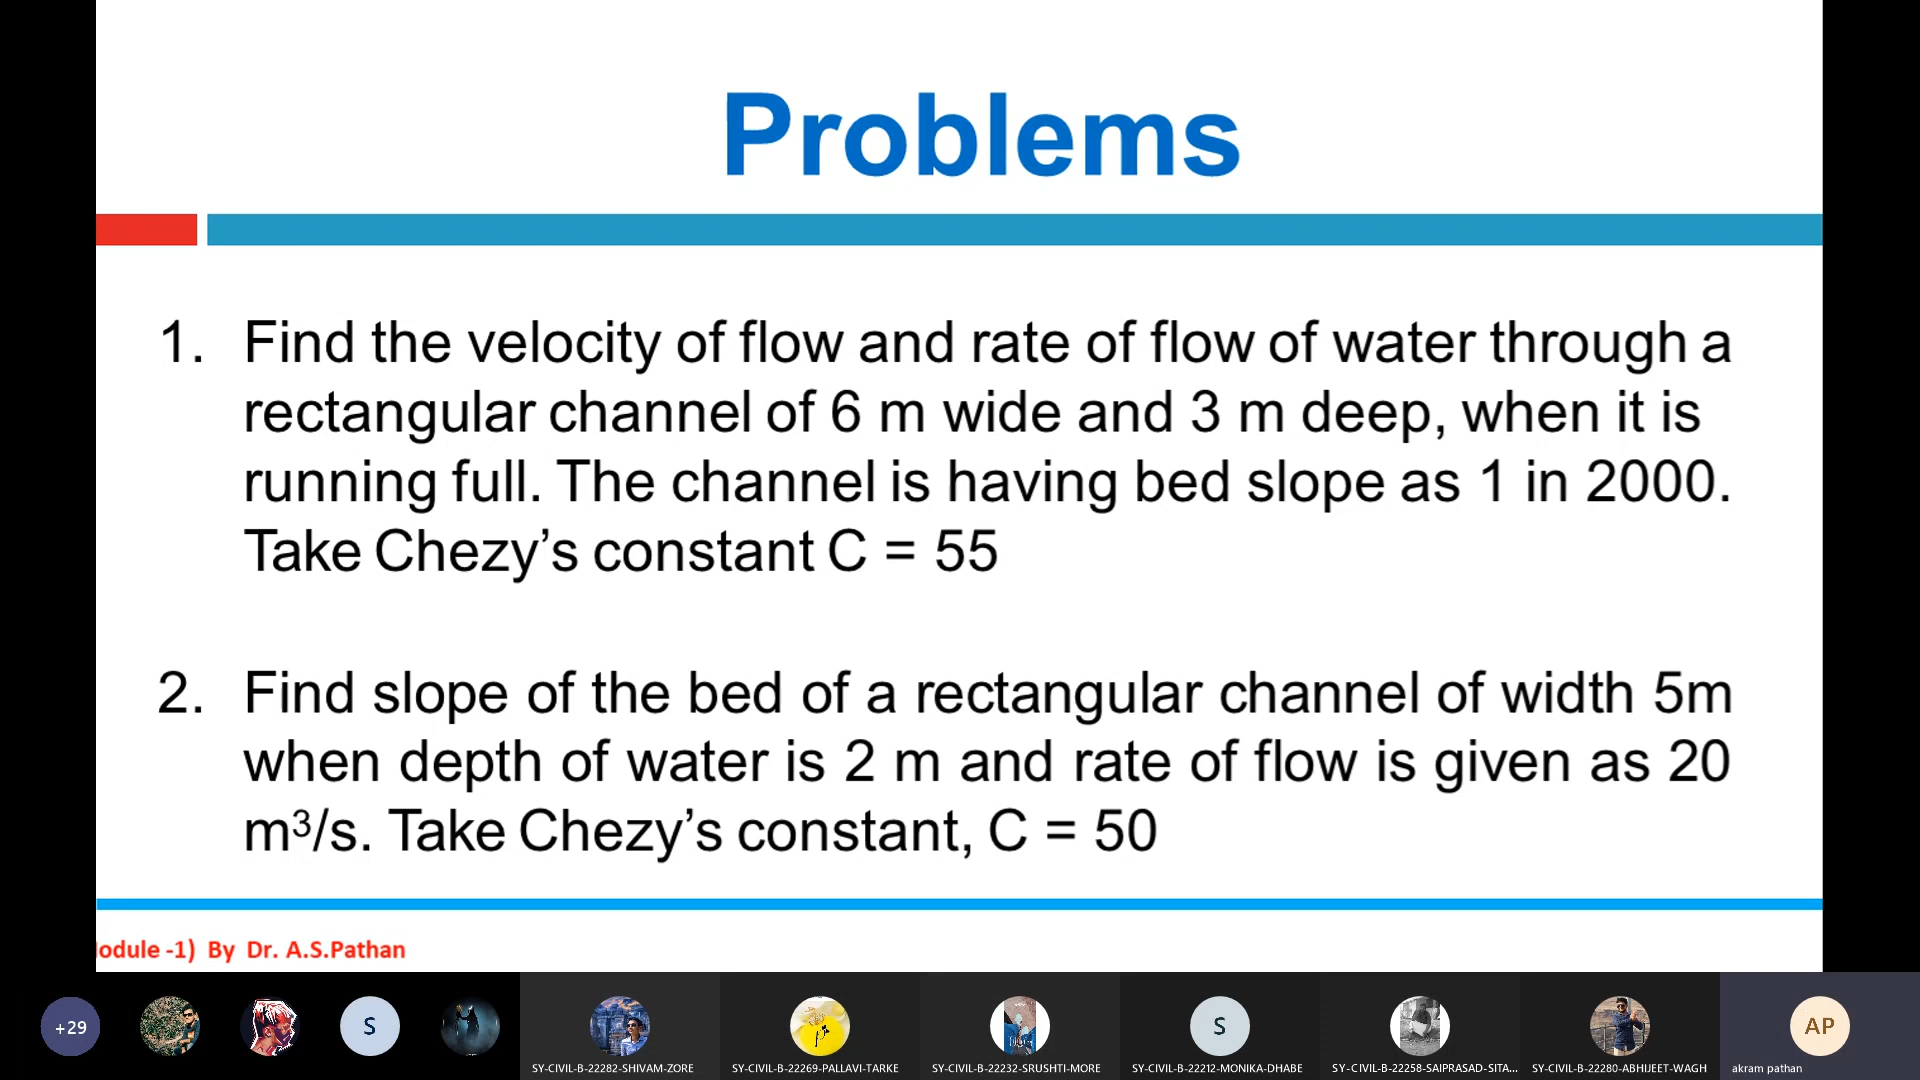 Problems
1. Find the velocity of flow and rate of flow of water through a
rectangular channel of 6 m wide and 3 m deep, when it is
running full. The channel is having bed slope as 1 in 2000.
Take Chezy’s constant C = 55
2. Find slope of the bed of a rectangular channel of width 5m
when depth of water is 2 m and rate of flow is given as 20
m³/s. Take Chezy’s constant, C = 50
odule -1) By Dr. A.S.Pathan
+29
S
S
AP
SY-CIVIL-B-22282-SHIVAM-ZORE
SY-CIVIL-B-22269-PALLAVI-TARKE
SY-CIVIL-B-22232-SRUSHTI-MORE
SY-CIVIL-B-22212-MONIKA-DHABE
SY-CIVIL-B-22258-SAIPRASAD-SITA...
SY-CIVIL-B-22280-ABHIJEET-WAGH
akram pathan